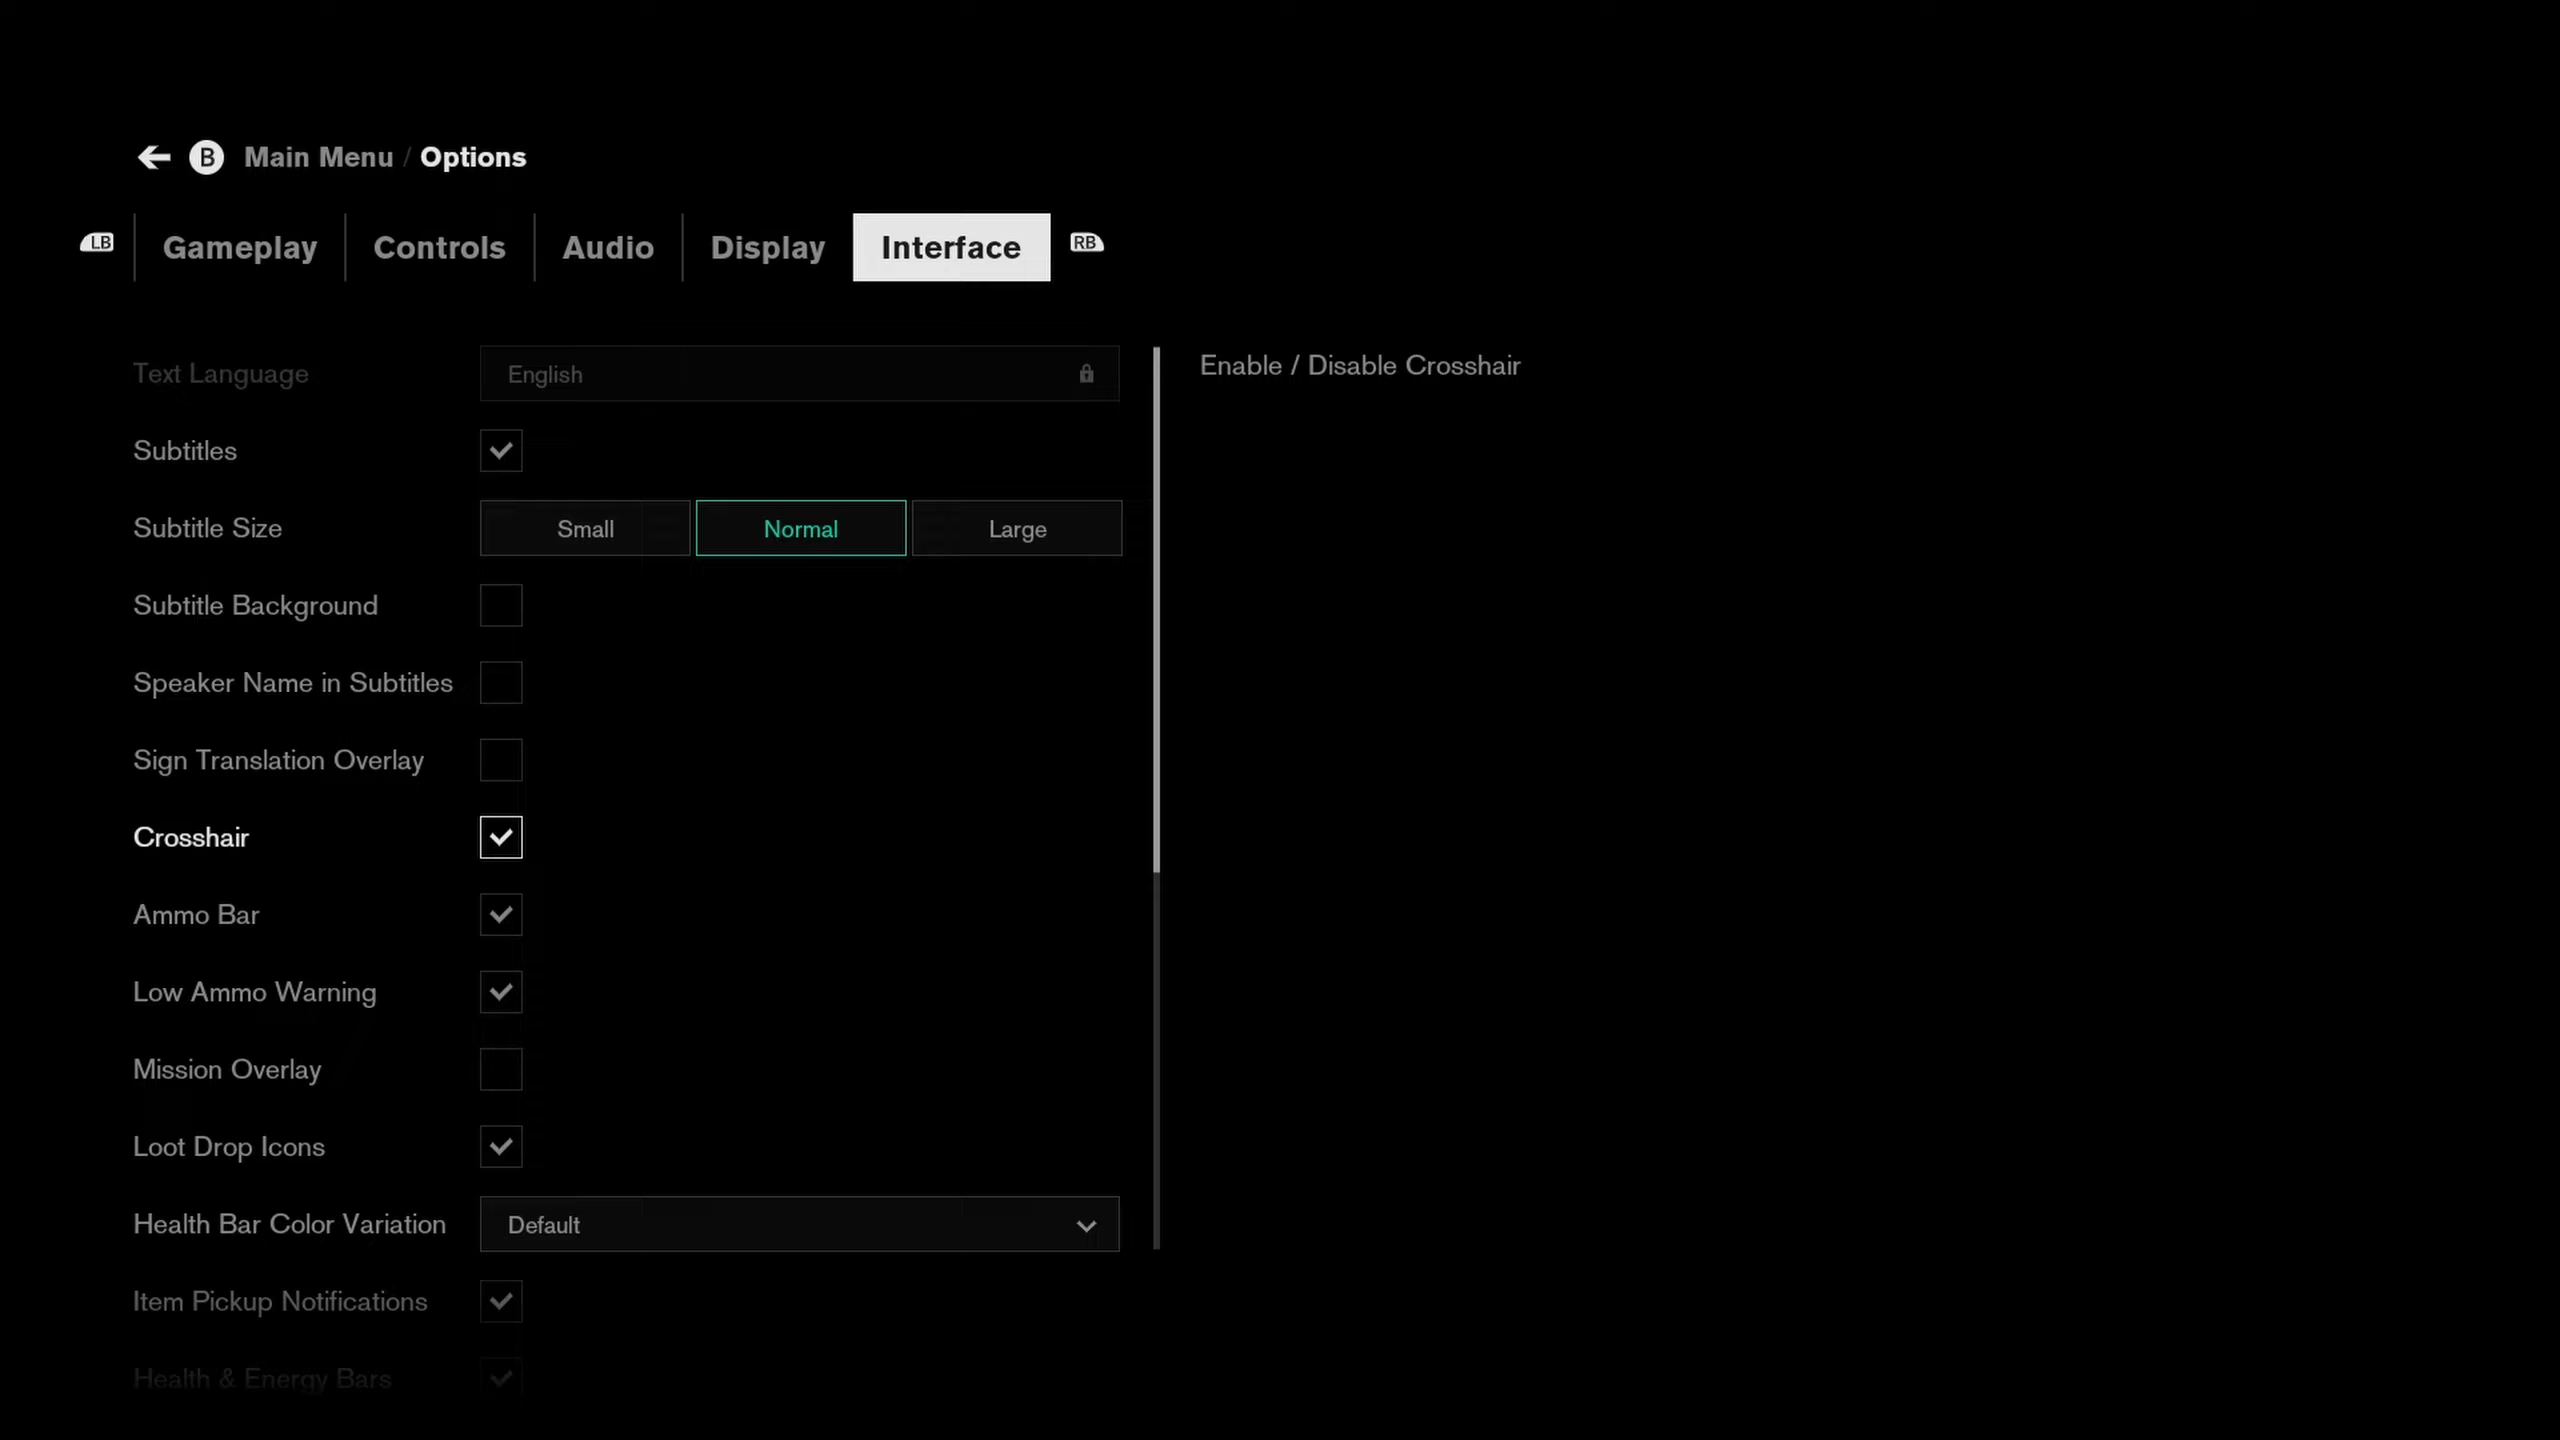 B Main Menu / Options
LB Gameplay Controls Audio Display Interface RB
Text Language English
Enable / Disable Crosshair
Subtitles
Subtitle Size Small Normal Large
Subtitle Background
Speaker Name in Subtitles
Sign Translation Overlay
Crosshair
Ammo Bar
Low Ammo Warning
Mission Overlay
Loot Drop Icons
Health Bar Color Variation Default
Item Pickup Notifications
Health & Energy Bars